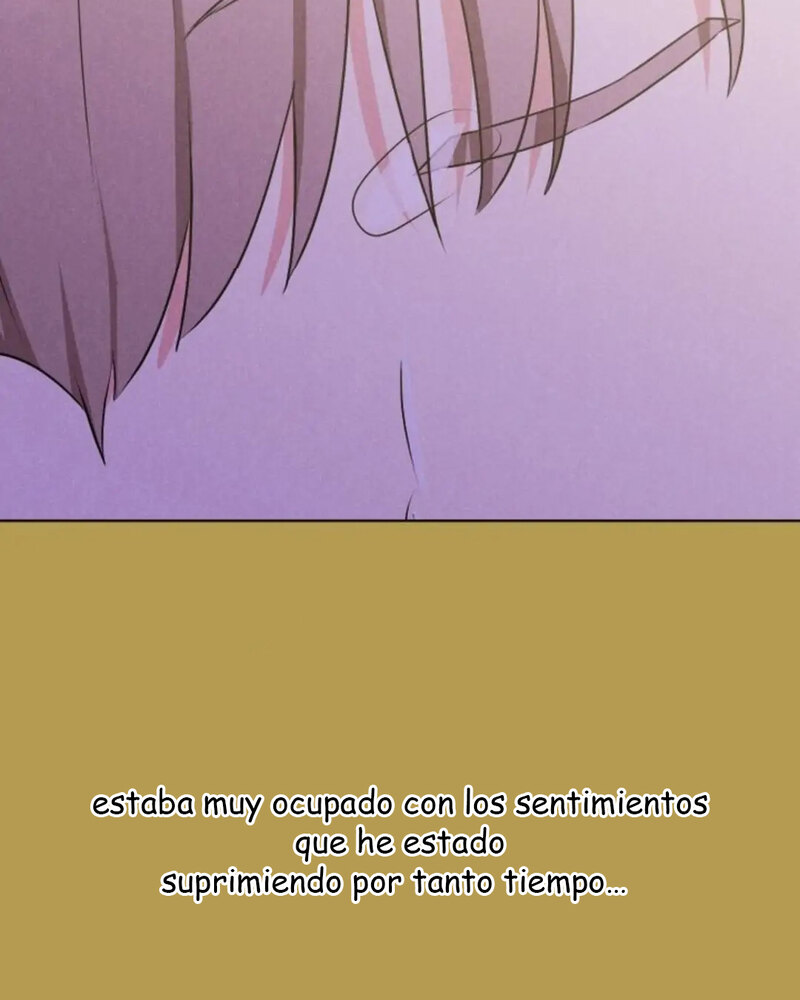 estaba muy ocupado con los sentimientos
que he estado
suprimiendo por tanto tiempo...